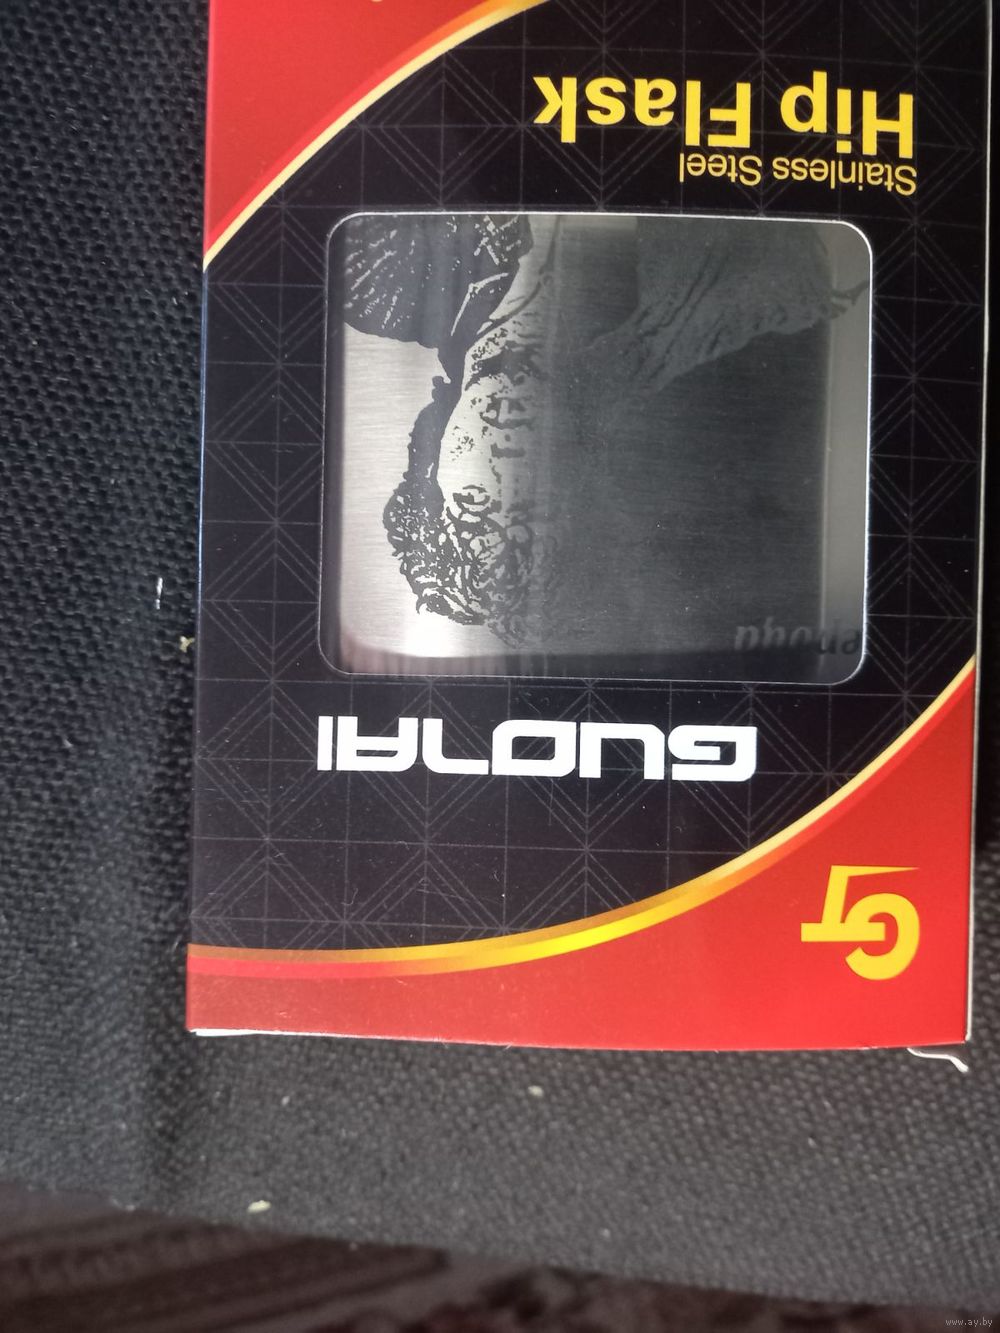 GT
GUOTAI
Stainless Steel
Hip Flask
www.ay.by